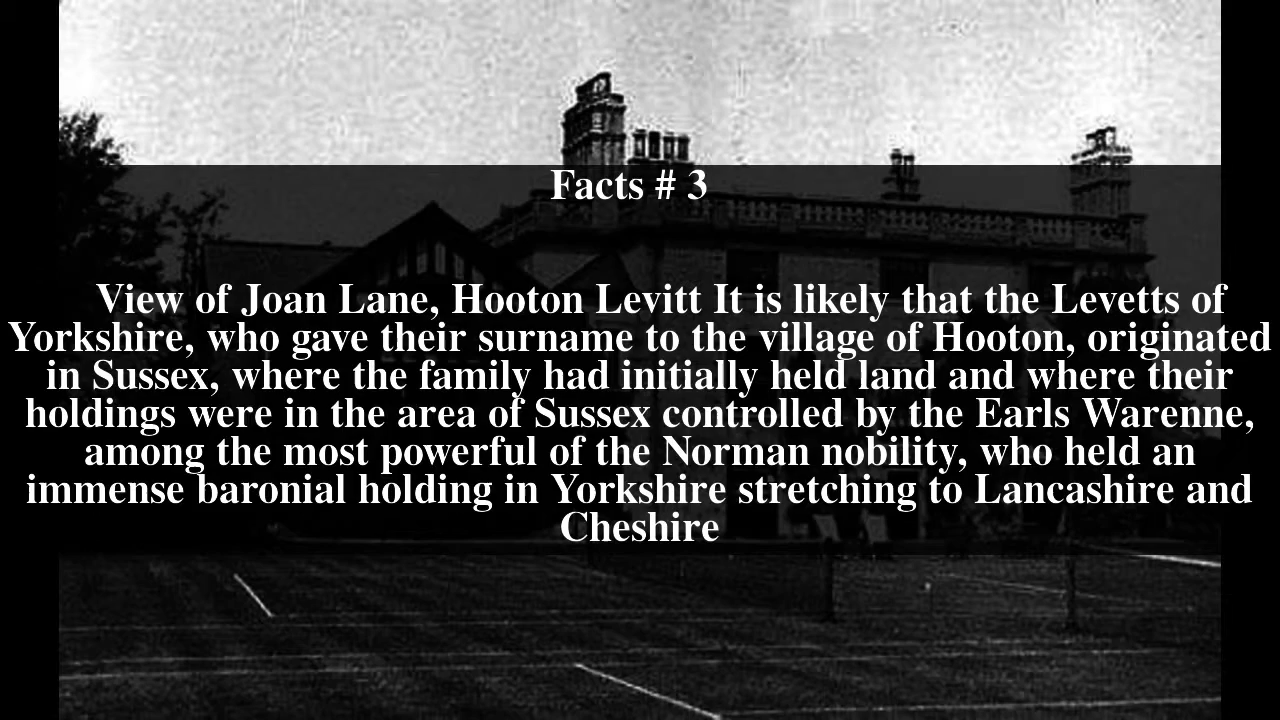 Facts # 3
View of Joan Lane, Hooton Levitt It is likely that the Levetts of
Yorkshire, who gave their surname to the village of Hooton, originated
in Sussex, where the family had initially held land and where their
holdings were in the area of Sussex controlled by the Earls Warenne,
among the most powerful of the Norman nobility, who held an
immense baronial holding in Yorkshire stretching to Lancashire and
Cheshire